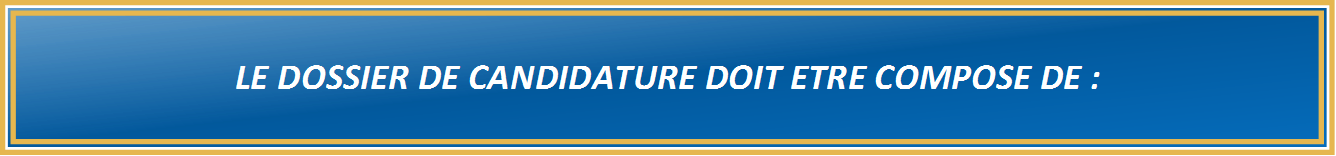 LE DOSSIER DE CANDIDATURE DOIT ETRE COMPOSE DE :